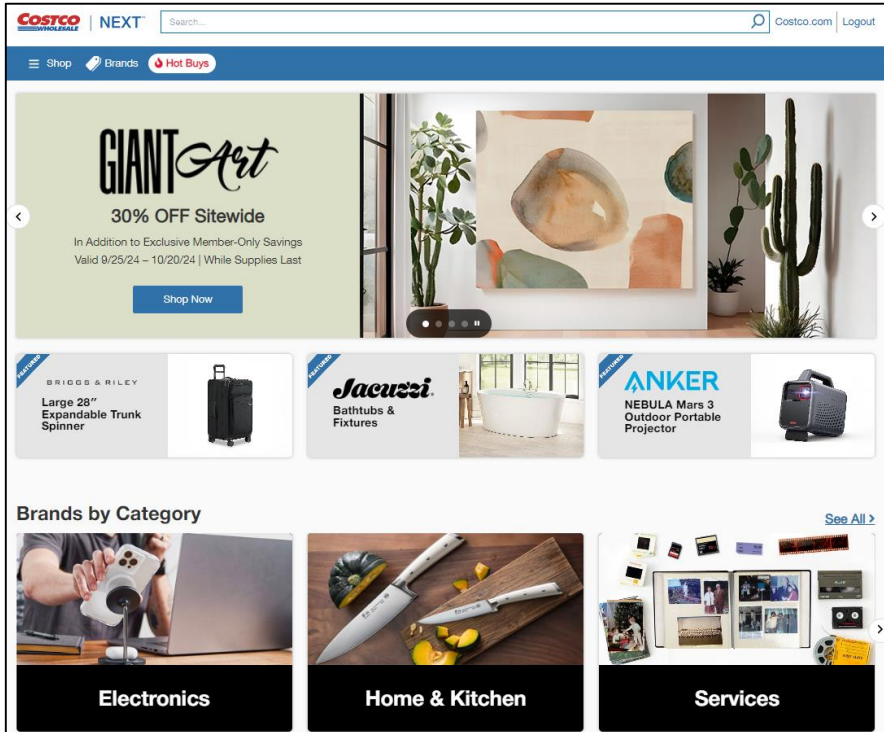 COSTCO WHOLESALE | NEXT
Search...
Costco.com | Logout
Shop
Brands
Hot Buys
GIANT Art
30% OFF Sitewide
In Addition to Exclusive Member-Only Savings
Valid 9/25/24 – 10/20/24 | While Supplies Last
Shop Now
FEATURED
BRIGGS & RILEY
Large 28″
Expandable Trunk
Spinner
FEATURED
Jacuzzi.
Bathtubs &
Fixtures
FEATURED
ANKER
NEBULA Mars 3
Outdoor Portable
Projector
Brands by Category
See All >
Electronics
Home & Kitchen
Services